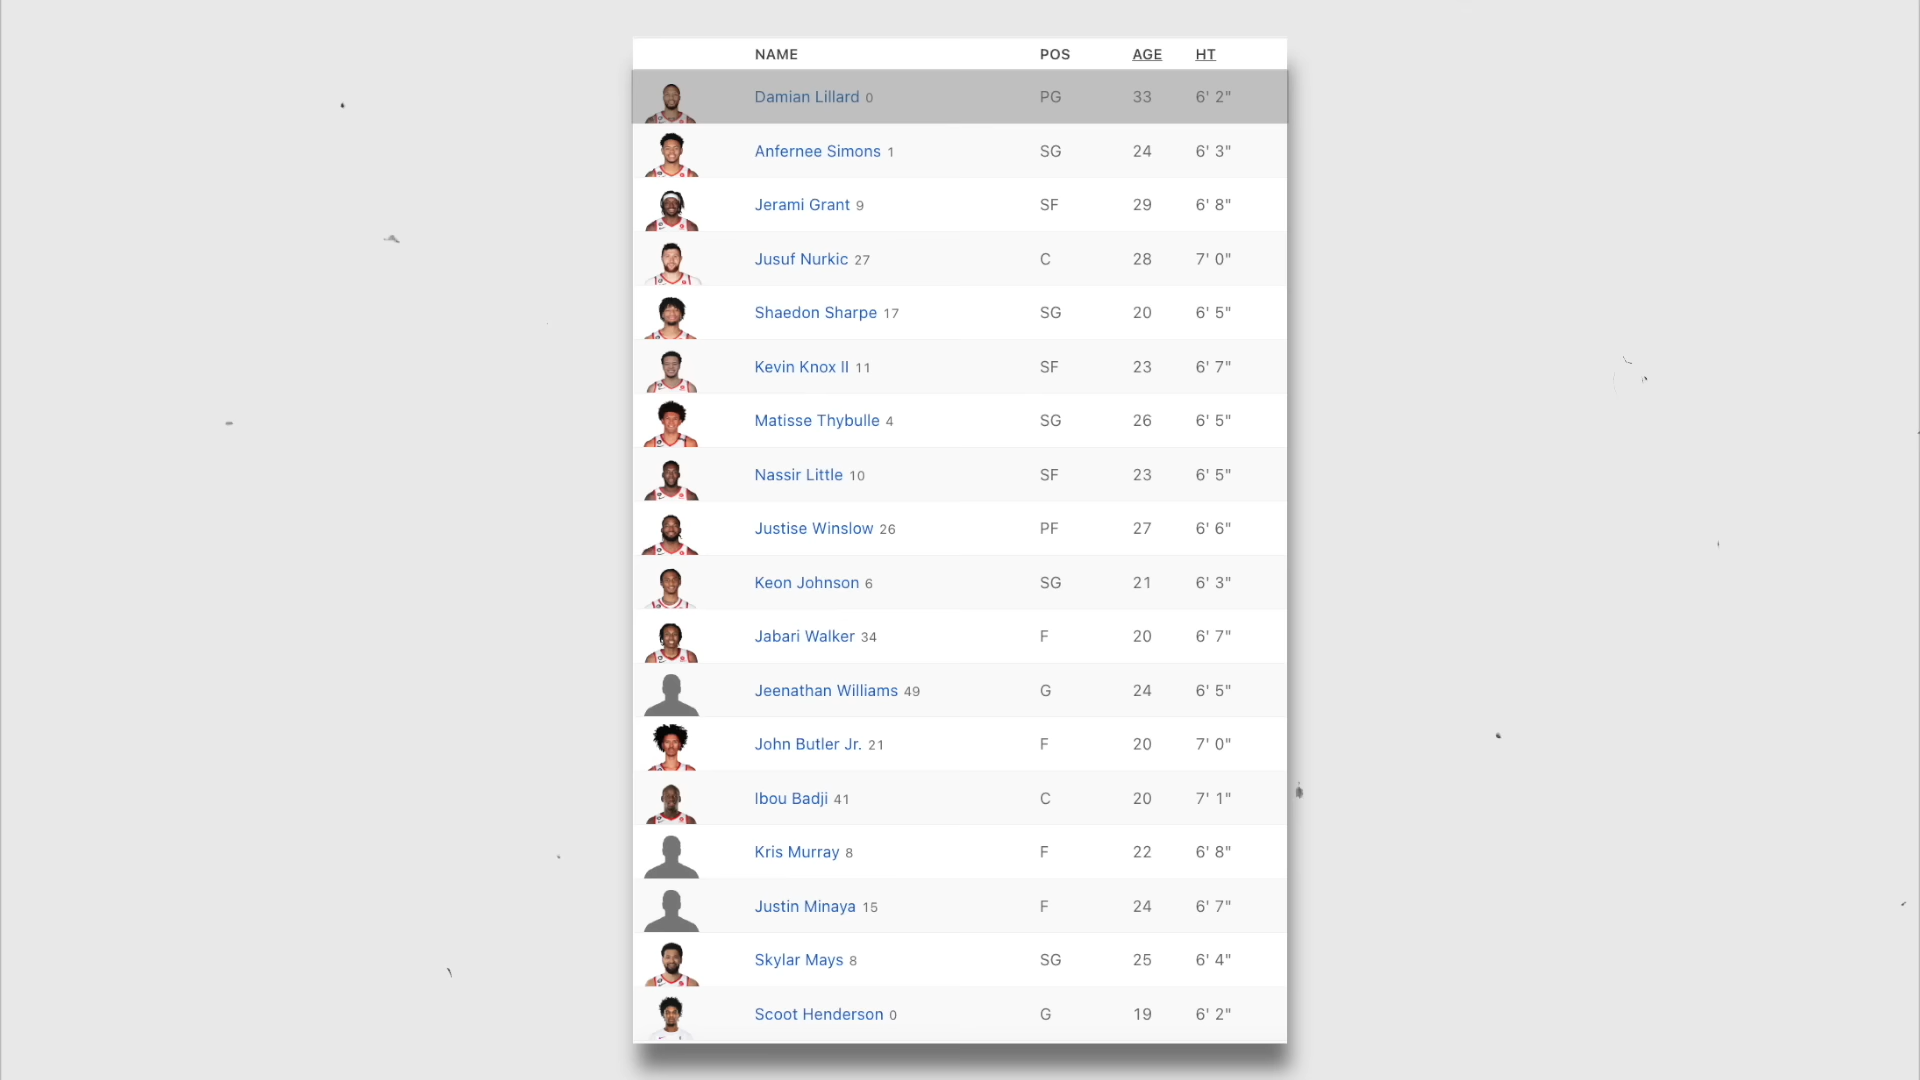 NAME POS AGE HT
Damian Lillard 0 PG 33 6' 2"
Anfernee Simons 1 SG 24 6' 3"
Jerami Grant 9 SF 29 6' 8"
Jusuf Nurkic 27 C 28 7' 0"
Shaedon Sharpe 17 SG 20 6' 5"
Kevin Knox II 11 SF 23 6' 7"
Matisse Thybulle 4 SG 26 6' 5"
Nassir Little 10 SF 23 6' 5"
Justise Winslow 26 PF 27 6' 6"
Keon Johnson 6 SG 21 6' 3"
Jabari Walker 34 F 20 6' 7"
Jeenathan Williams 49 G 24 6' 5"
John Butler Jr. 21 F 20 7' 0"
Ibou Badji 41 C 20 7' 1"
Kris Murray 8 F 22 6' 8"
Justin Minaya 15 F 24 6' 7"
Skylar Mays 8 SG 25 6' 4"
Scoot Henderson 0 G 19 6' 2"